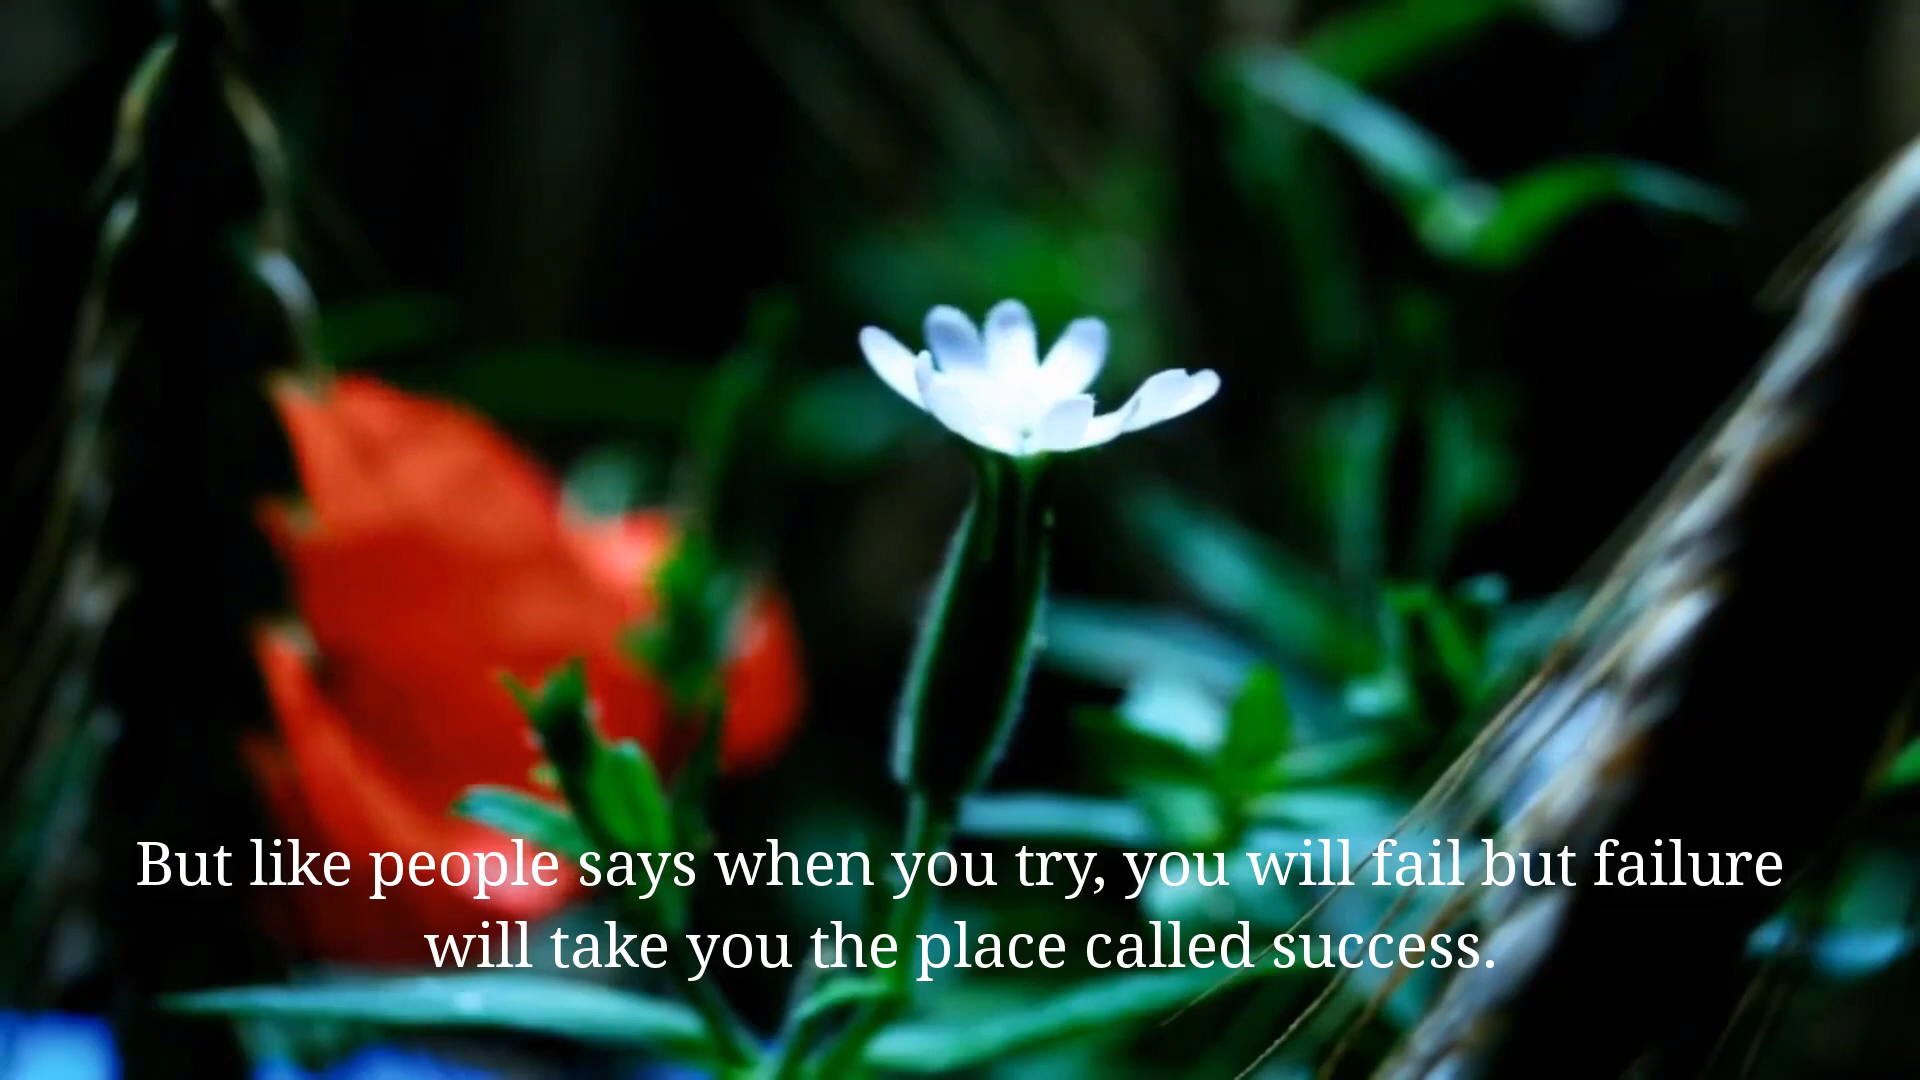 But like people says when you try, you will fail but failure
will take you the place called success.